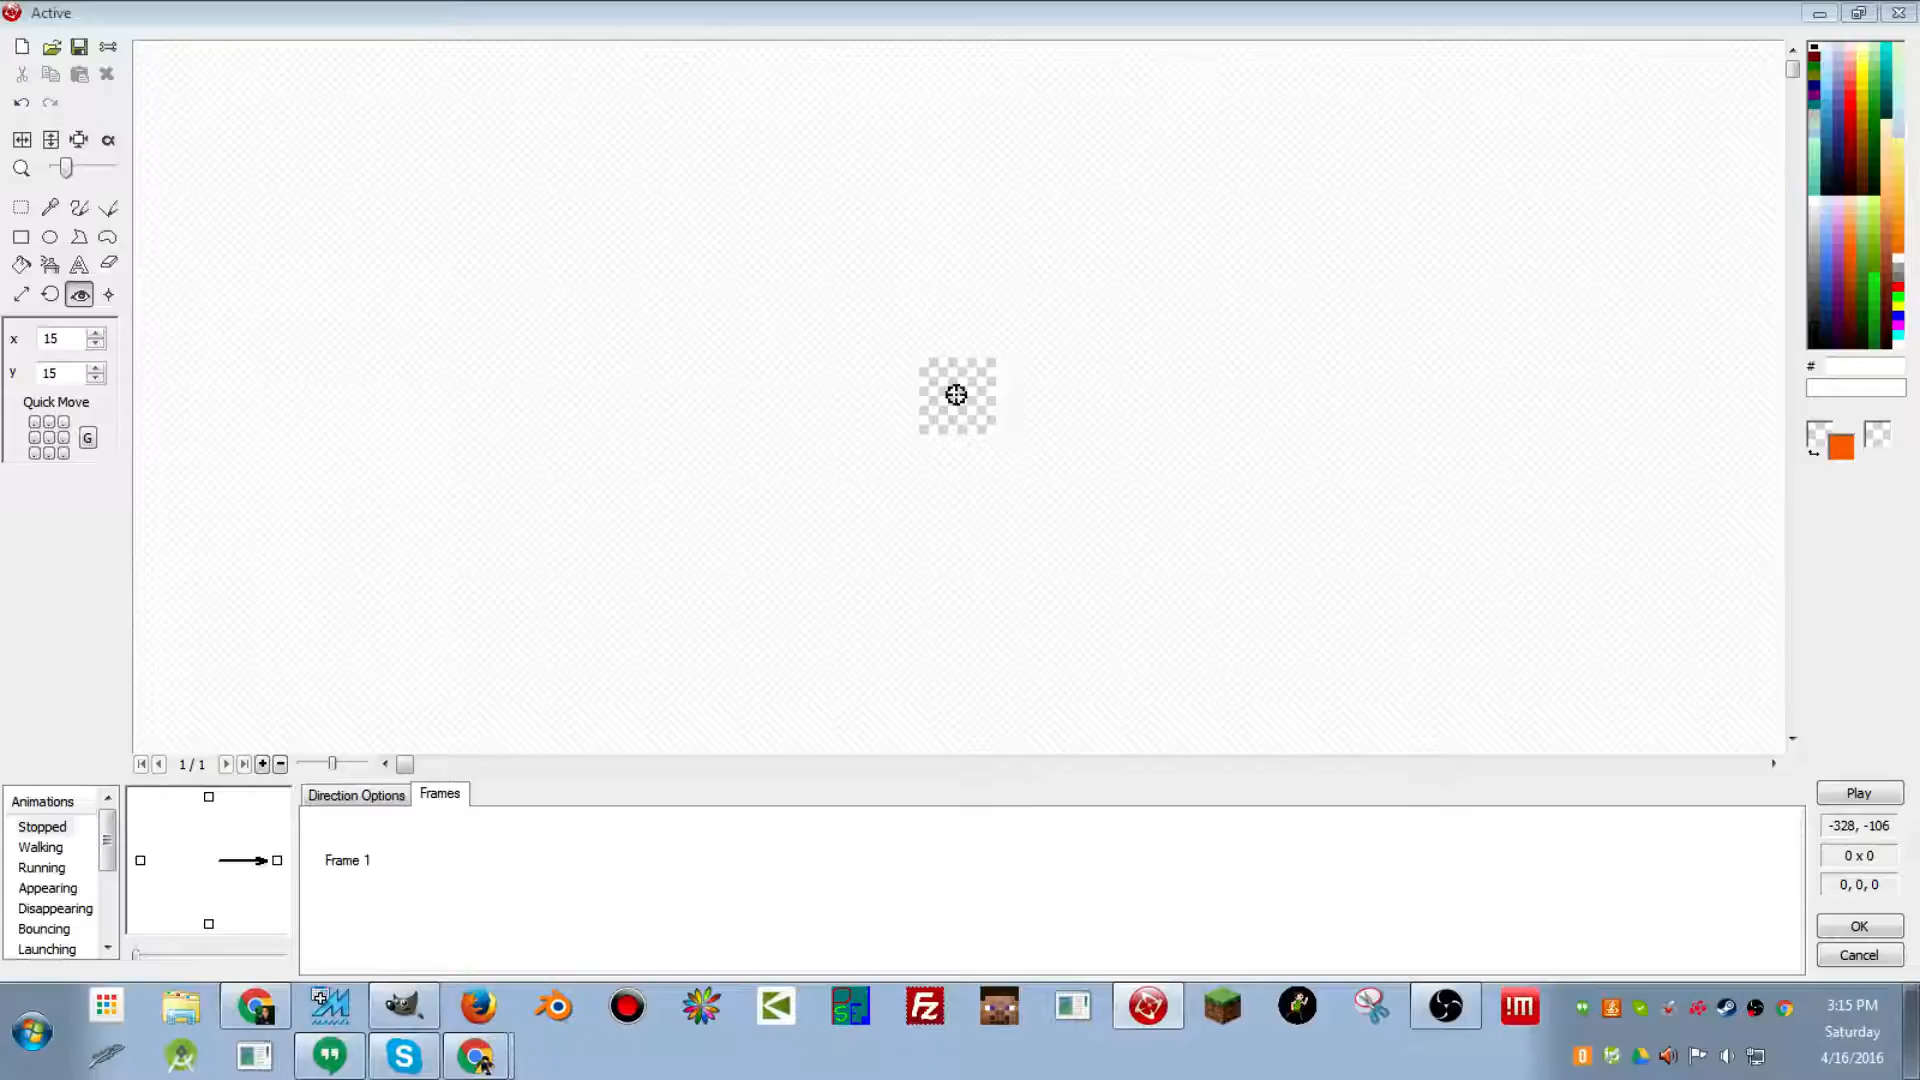 Active
x 15
y 15
Quick Move
G
#
1 / 1
Animations
Stopped
Walking
Running
Appearing
Disappearing
Bouncing
Launching
Direction Options
Frames
Frame 1
Play
-328, -106
0 x 0
0, 0, 0
OK
Cancel
Fz
!M
S
3:15 PM
Saturday
4/16/2016